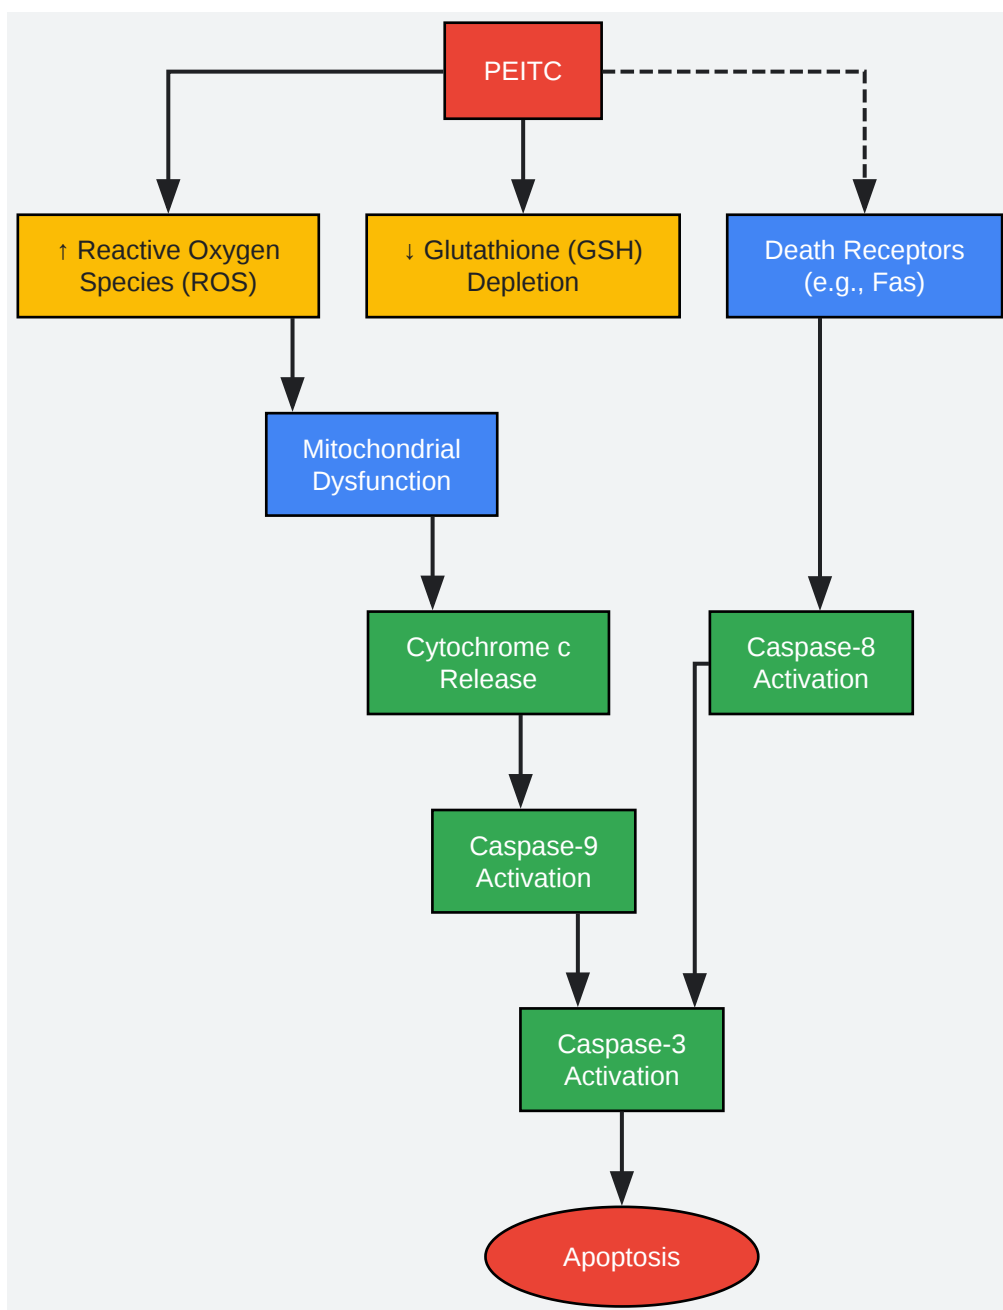 PEITC
↑ Reactive Oxygen
Species (ROS)
↓ Glutathione (GSH)
Depletion
Death Receptors
(e.g., Fas)
Mitochondrial
Dysfunction
Cytochrome c
Release
Caspase-8
Activation
Caspase-9
Activation
Caspase-3
Activation
Apoptosis